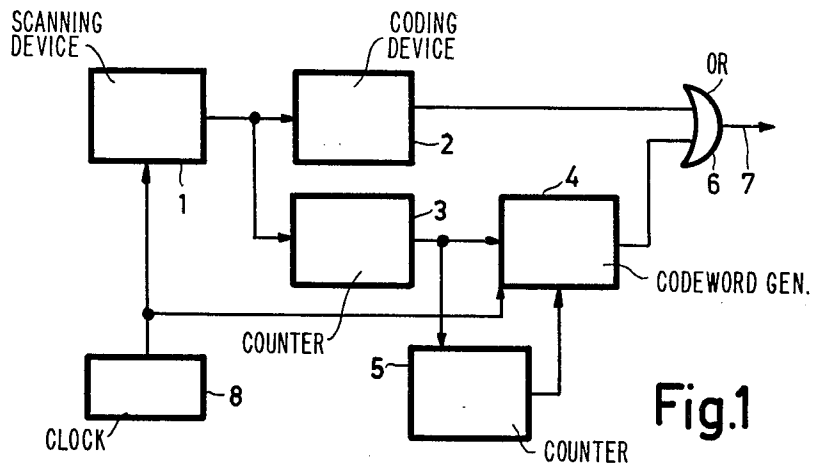 SCANNING
DEVICE
CODING
DEVICE
OR
1
2
6
7
3
4
COUNTER
CODEWORD GEN.
5
8
CLOCK
COUNTER
Fig.1